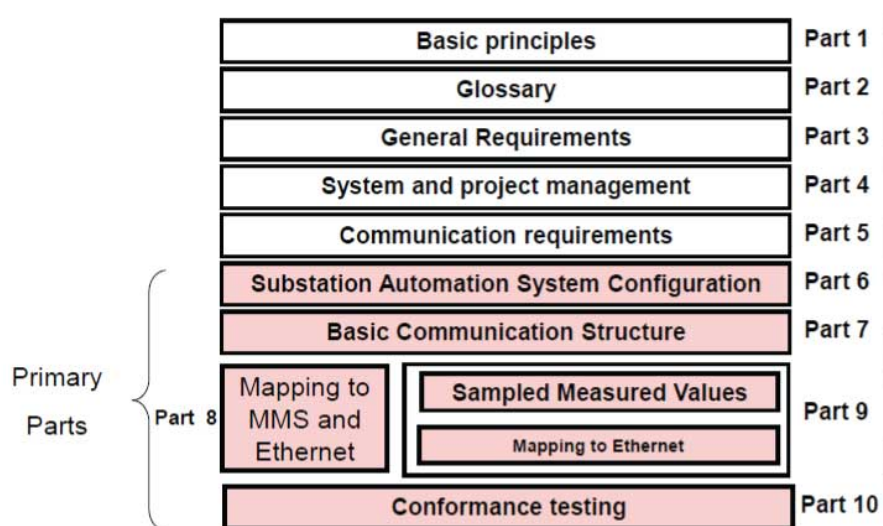 Basic principles Part 1
Glossary Part 2
General Requirements Part 3
System and project management Part 4
Communication requirements Part 5
Substation Automation System Configuration Part 6
Basic Communication Structure Part 7
Primary
Parts
Part 8
Mapping to
MMS and
Ethernet
Sampled Measured Values
Mapping to Ethernet
Part 9
Conformance testing Part 10